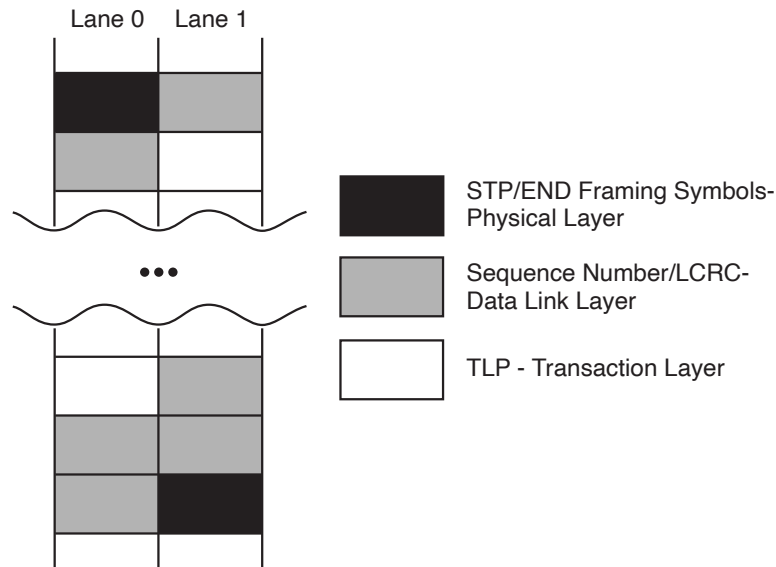 Lane 0 Lane 1
STP/END Framing Symbols-
Physical Layer
Sequence Number/LCRC-
Data Link Layer
TLP - Transaction Layer